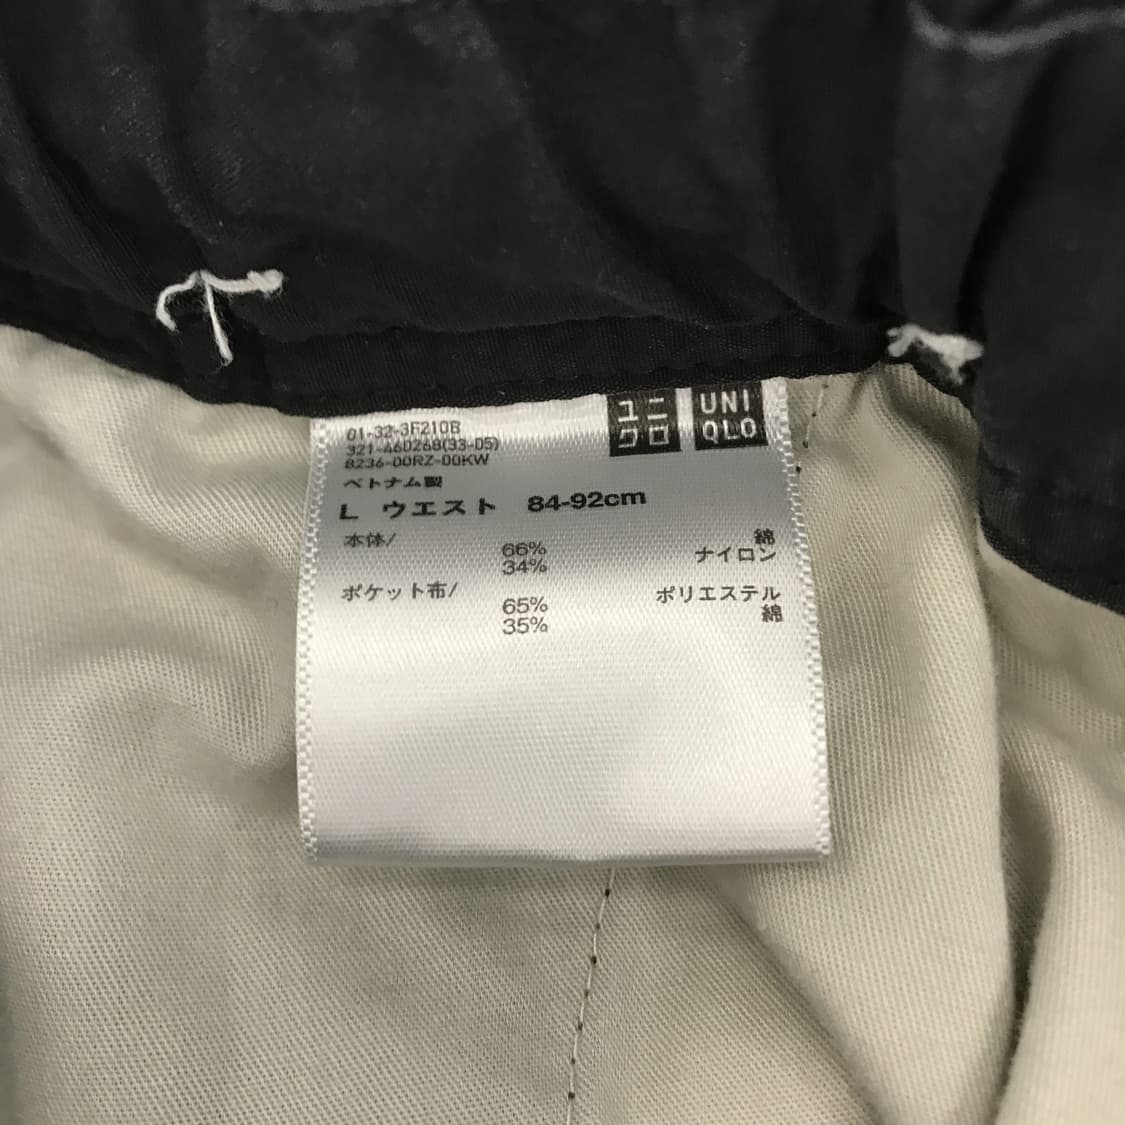 ユニ
クロ
UNI
QLO
01-32-3F210B
321-460268(33-05)
8236-00RZ-00KW
ベトナム製
L ウエスト 84-92cm
本体/ 66% 綿
34% ナイロン
ポケット布/ 65% ポリエステル
35% 綿